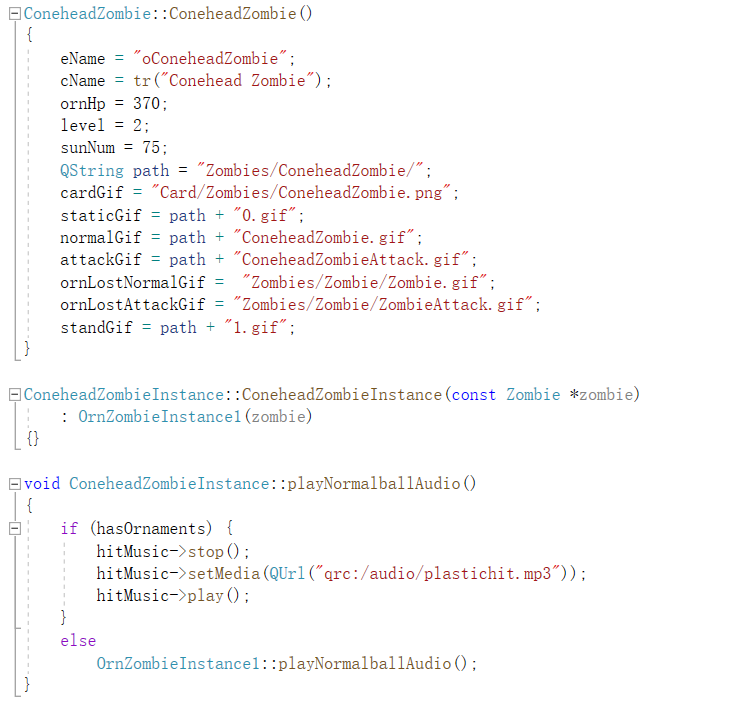 ConeheadZombie::ConeheadZombie()
{
    eName = "oConeheadZombie";
    cName = tr("Conehead Zombie");
    ornHp = 370;
    level = 2;
    sunNum = 75;
    QString path = "Zombies/ConeheadZombie/";
    cardGif = "Card/Zombies/ConeheadZombie.png";
    staticGif = path + "0.gif";
    normalGif = path + "ConeheadZombie.gif";
    attackGif = path + "ConeheadZombieAttack.gif";
    ornLostNormalGif =  "Zombies/Zombie/Zombie.gif";
    ornLostAttackGif = "Zombies/Zombie/ZombieAttack.gif";
    standGif = path + "1.gif";
}

ConeheadZombieInstance::ConeheadZombieInstance(const Zombie *zombie)
    : OrnZombieInstance1(zombie)
{}

void ConeheadZombieInstance::playNormalballAudio()
{
    if (hasOrnaments) {
        hitMusic->stop();
        hitMusic->setMedia(QUrl("qrc:/audio/plastichit.mp3"));
        hitMusic->play();
    }
    else
        OrnZombieInstance1::playNormalballAudio();
}